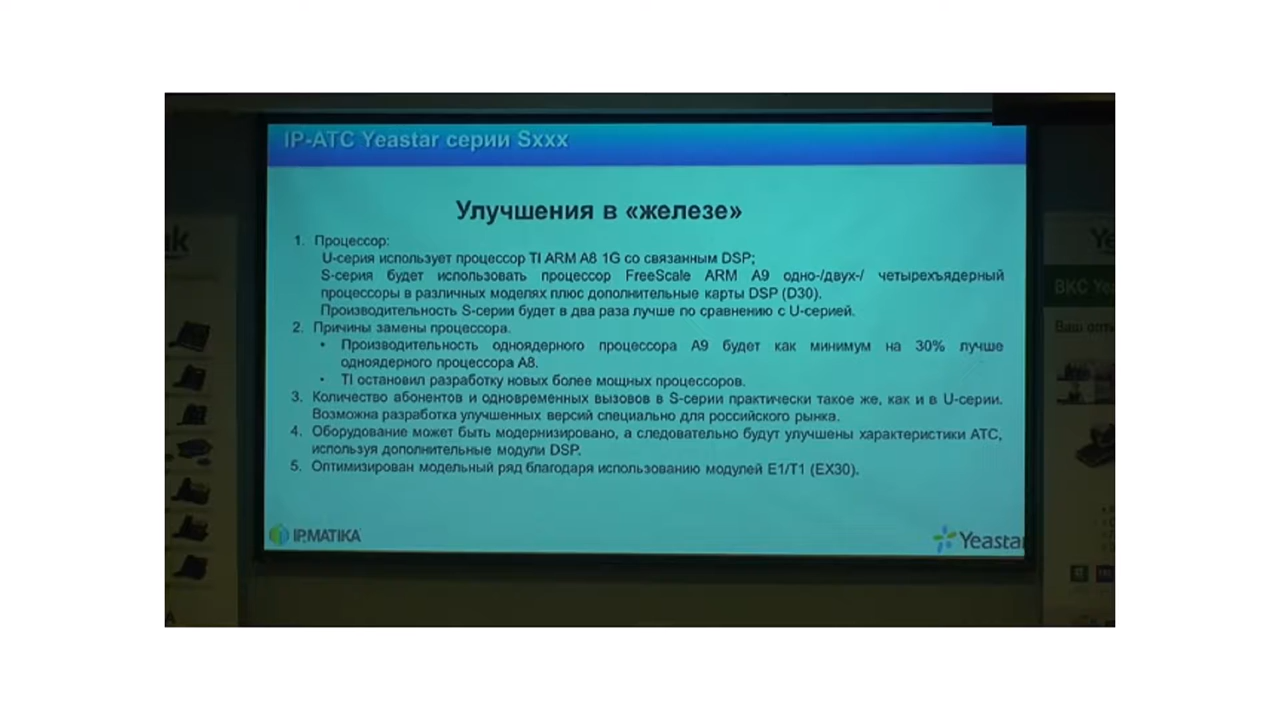 IP-АТС Yeastar серии Sxxx
Улучшения в «железе»
1. Процессор:
U-серия использует процессор TI ARM A8 1G со связанным DSP;
S-серия будет использовать процессор FreeScale ARM A9 одно-/двух-/ четырехъядерный
процессоры в различных моделях плюс дополнительные карты DSP (D30).
Производительность S-серии будет в два раза лучше по сравнению с U-серией.
2. Причины замены процессора.
• Производительность одноядерного процессора A9 будет как минимум на 30% лучше
одноядерного процессора A8.
• TI остановил разработку новых более мощных процессоров.
3. Количество абонентов и одновременных вызовов в S-серии практически такое же, как и в U-серии.
Возможна разработка улучшенных версий специально для российского рынка.
4. Оборудование может быть модернизировано, а следовательно будут улучшены характеристики АТС,
используя дополнительные модули DSP.
5. Оптимизирован модельный ряд благодаря использованию модулей E1/T1 (EX30).
IPMATIKA
Yeastar
Ye
ВКС Yea
Ваш опти